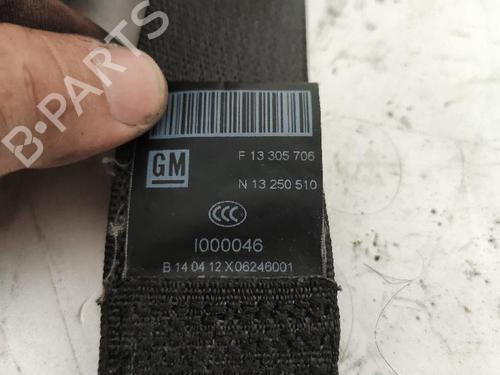 B-PARTS
GM
F 13 305 706
N 13 250 510
CCC
I000046
B 14 04 12 X06246001